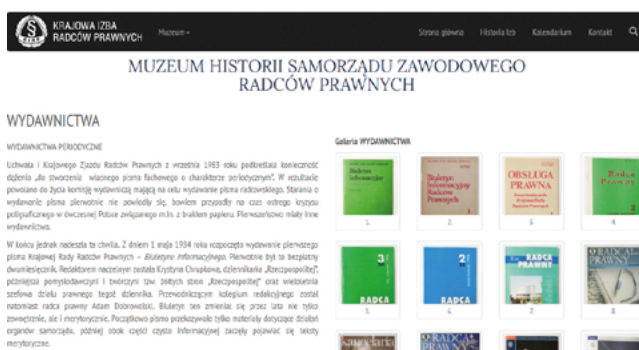 KRAJOWA IZBA
RADCÓW PRAWNYCH
Muzeum
Strona główna Historia Izb Kalendarium Kontakt
MUZEUM HISTORII SAMORZĄDU ZAWODOWEGO
RADCÓW PRAWNYCH
WYDAWNICTWA
WYDAWNICTWA PERIODYCZNE
Uchwała I Krajowego Zjazdu Radców Prawnych z września 1983 roku podkreślała konieczność
dążenia „do stworzenia własnego pisma fachowego o charakterze periodycznym”. W rezultacie
powołano do życia komisję wydawniczą mającą na celu wydawanie pisma radcowskiego. Starania o
wydawanie pisma pierwotnie nie powiodły się, bowiem przypadły na czas ostrego kryzysu
poligraficznego w ówczesnej Polsce związanego m.in. z brakiem papieru. Pierwszeństwo miały inne
wydawnictwa.
W końcu jednak nadeszła ta chwila. Z dniem 1 maja 1984 roku rozpoczęto wydawanie pierwszego
pisma Krajowej Rady Radców Prawnych – Biuletynu Informacyjnego. Pierwotnie był to bezpłatny
dwumiesięcznik. Redaktorem naczelnym została Krystyna Chrupkowa, dziennikarka „Rzeczpospolitej”,
późniejsza pomysłodawczyni i twórczyni tzw. żółtych stron „Rzeczpospolitej” oraz wieloletnia
szefowa działu prawnego tegoż dziennika. Przewodniczącym kolegium redakcyjnego został
natomiast radca prawny Adam Dobrowolski. Biuletyn ten zmieniał się przez lata nie tylko
zewnętrznie, ale i merytorycznie. Początkowo pismo przekazywało tylko materiały dotyczące działań
organów samorządu, później obok części czysto informacyjnej zaczęły pojawiać się teksty
merytoryczne.
Galeria WYDAWNICTWA
Biuletyn
Informacyjny
1.
Biuletyn
Informacyjny
Radców
Prawnych
2.
OBSŁUGA
PRAWNA
3.
Radca
Prawny
4.
3
RADCA
5.
2
RADCA
6.
RADCA
PRAWNY
7.
RADCA
PRAWNY
8.
RADCA
PRAWNY